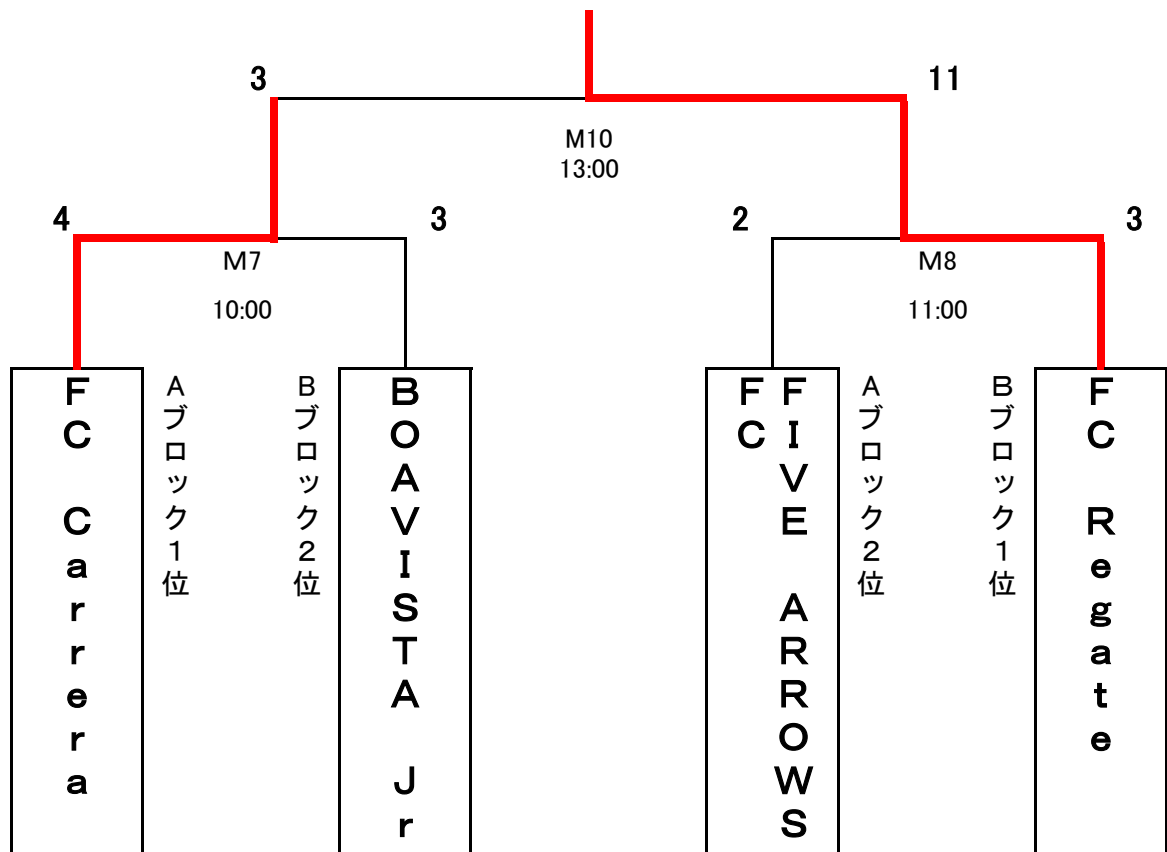 3
11
M10
13:00
4
3
2
3
M7
10:00
M8
11:00
FC Carrera
Aブロック1位
Bブロック2位
BOAVISTA Jr
FIVE ARROWS
FC
Aブロック2位
Bブロック1位
FC Regate